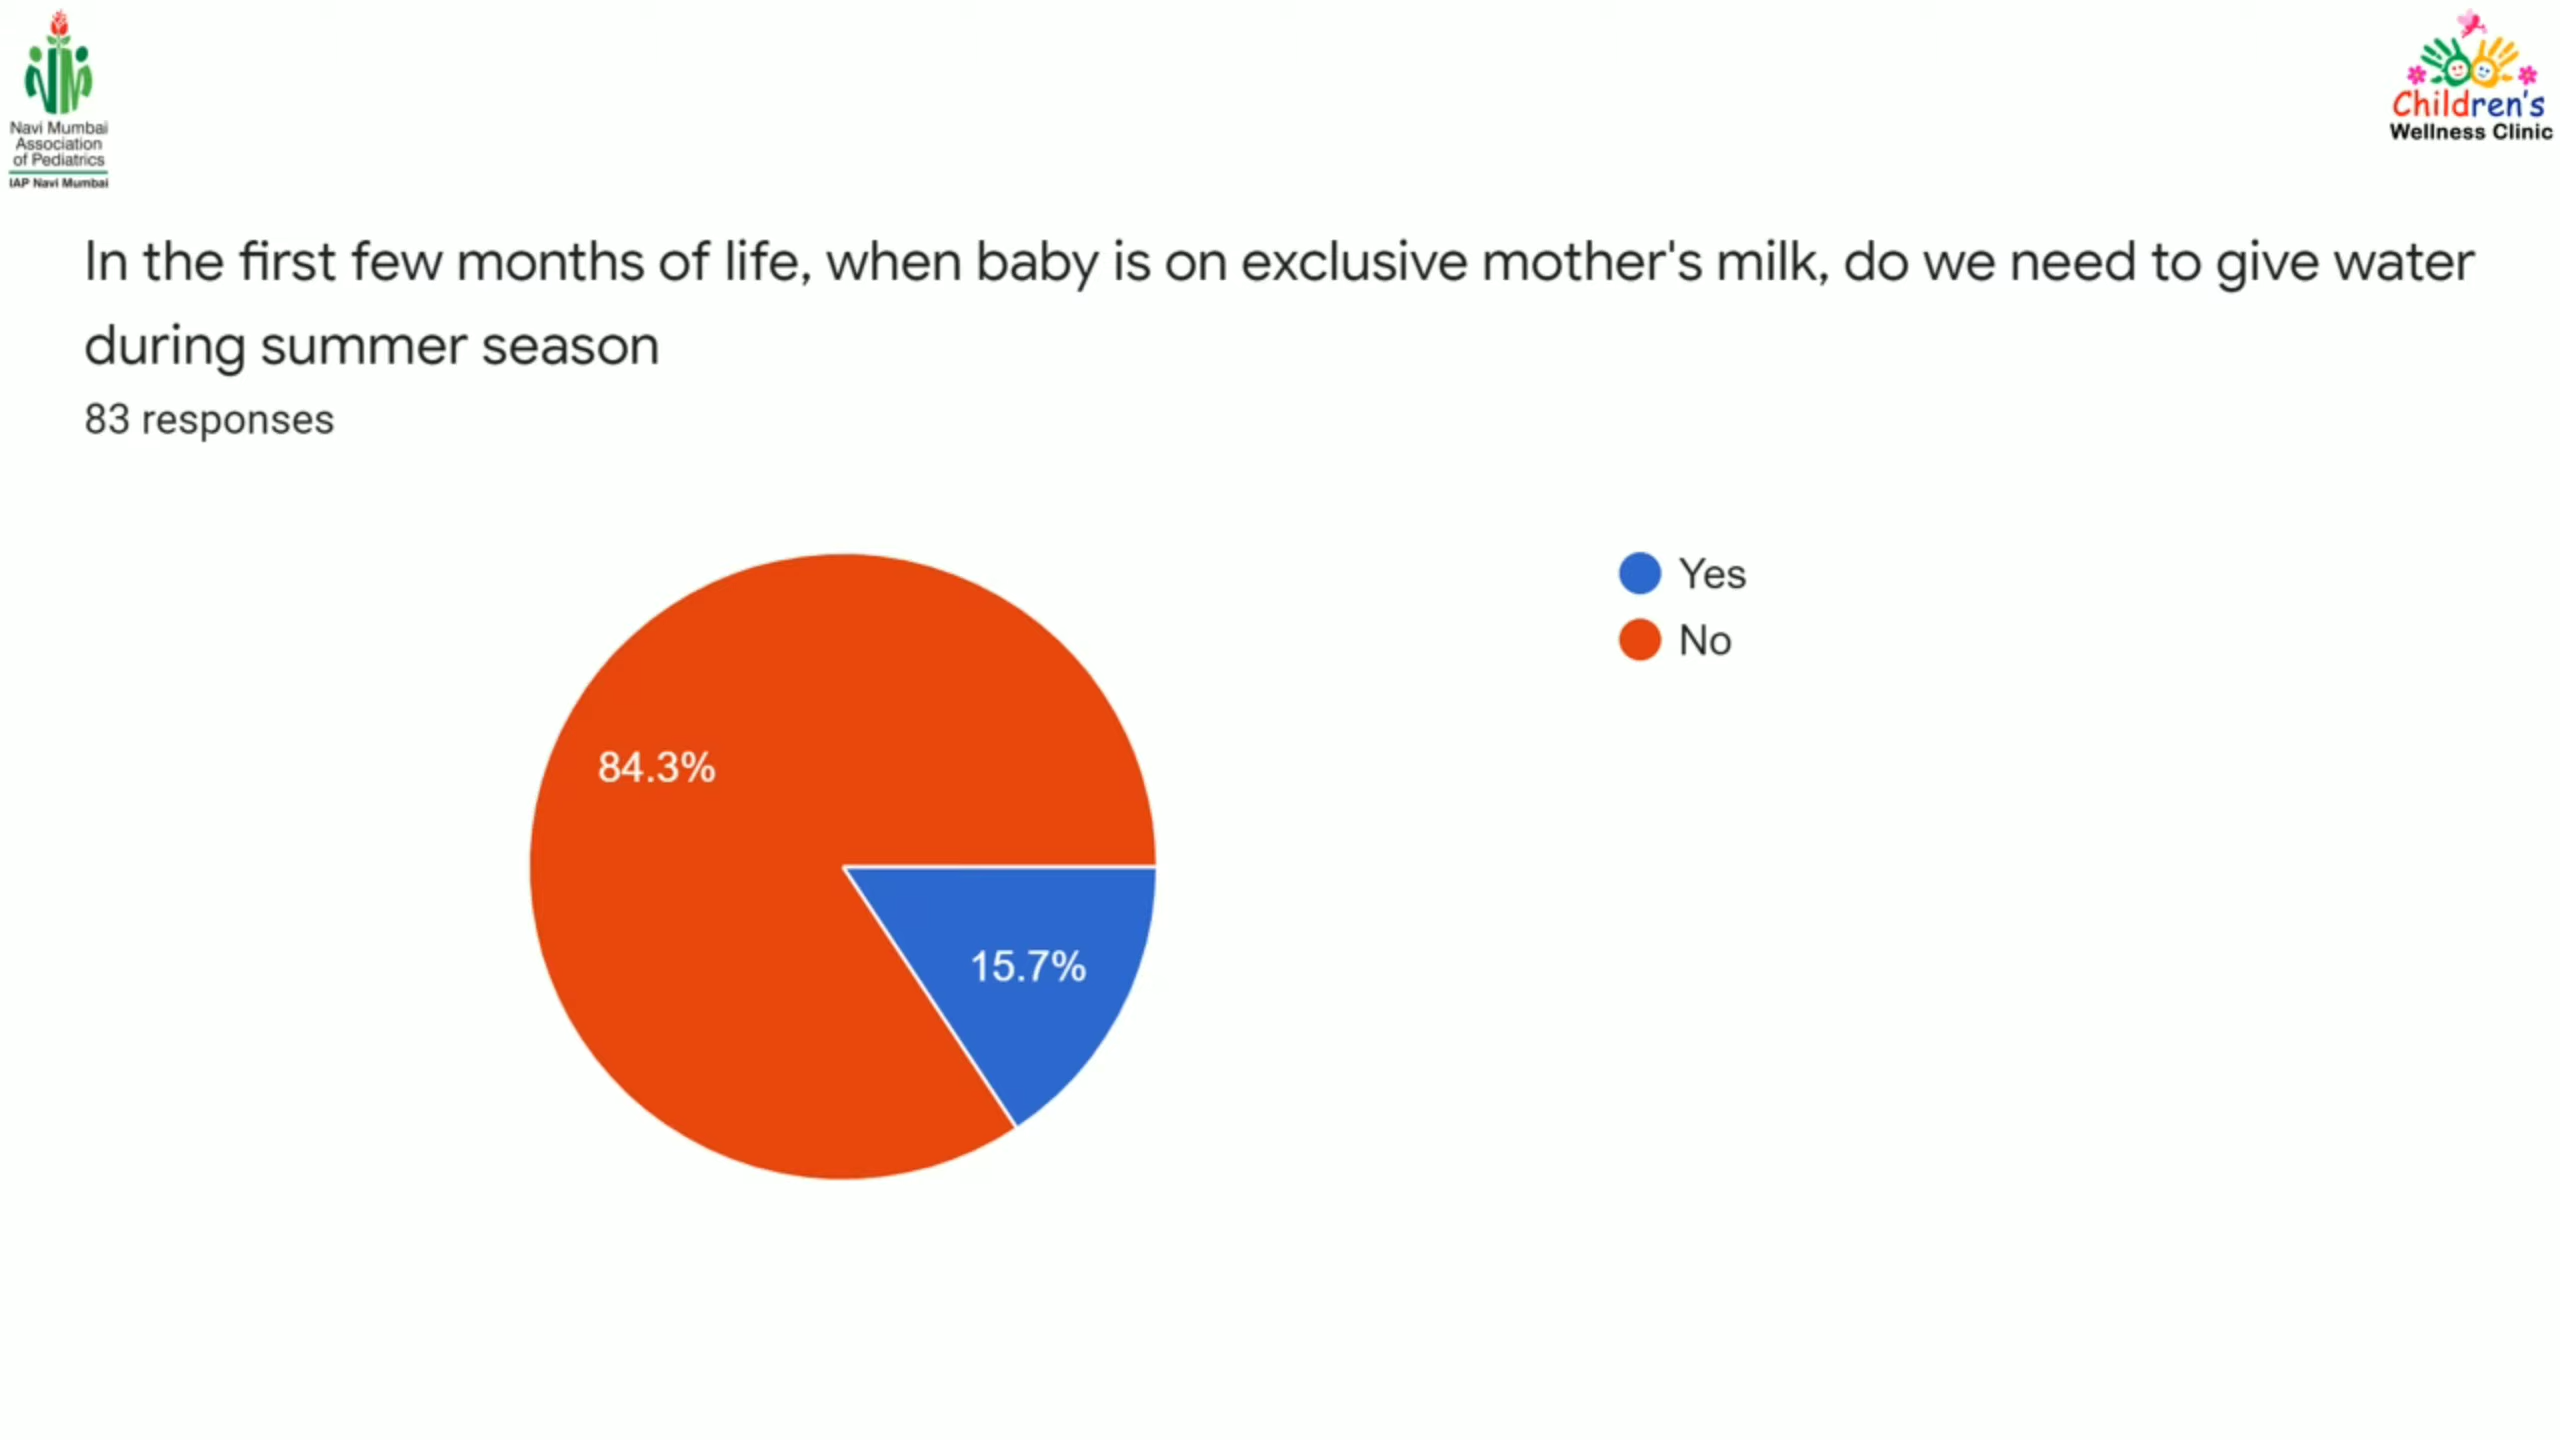 Navi Mumbai
Association
of Pediatrics
IAP Navi Mumbai
Children's
Wellness Clinic
In the first few months of life, when baby is on exclusive mother's milk, do we need to give water
during summer season
83 responses
Yes
No
84.3%
15.7%